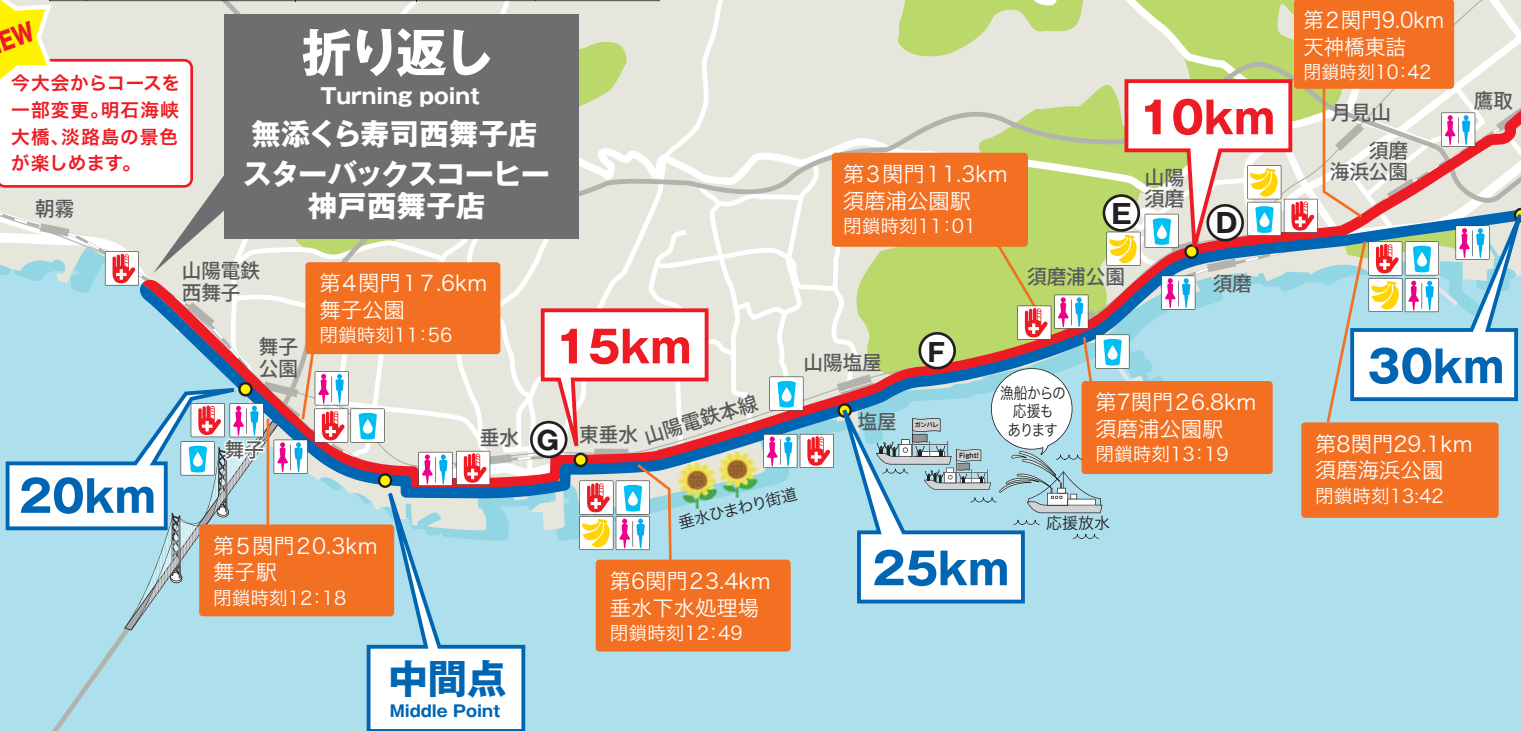 NEW
今大会からコースを
一部変更。明石海峡
大橋、淡路島の景色
が楽しめます。
折り返し
Turning point
無添くら寿司西舞子店
スターバックスコーヒー
神戸西舞子店
第2関門9.0km
天神橋東詰
閉鎖時刻10:42
10km
月見山
鷹取
須磨
海浜公園
第3関門11.3km
須磨浦公園駅
閉鎖時刻11:01
山陽
須磨
E
D
朝霧
山陽電鉄
西舞子
第4関門17.6km
舞子公園
閉鎖時刻11:56
須磨浦公園
須磨
15km
舞子
公園
山陽塩屋
F
30km
漁船からの
応援も
あります
第7関門26.8km
須磨浦公園駅
閉鎖時刻13:19
塩屋
山陽電鉄本線
東垂水
G
垂水
舞子
ガンバレ
Fight!
第8関門29.1km
須磨海浜公園
閉鎖時刻13:42
20km
垂水ひまわり街道
応援放水
第5関門20.3km
舞子駅
閉鎖時刻12:18
第6関門23.4km
垂水下水処理場
閉鎖時刻12:49
25km
中間点
Middle Point